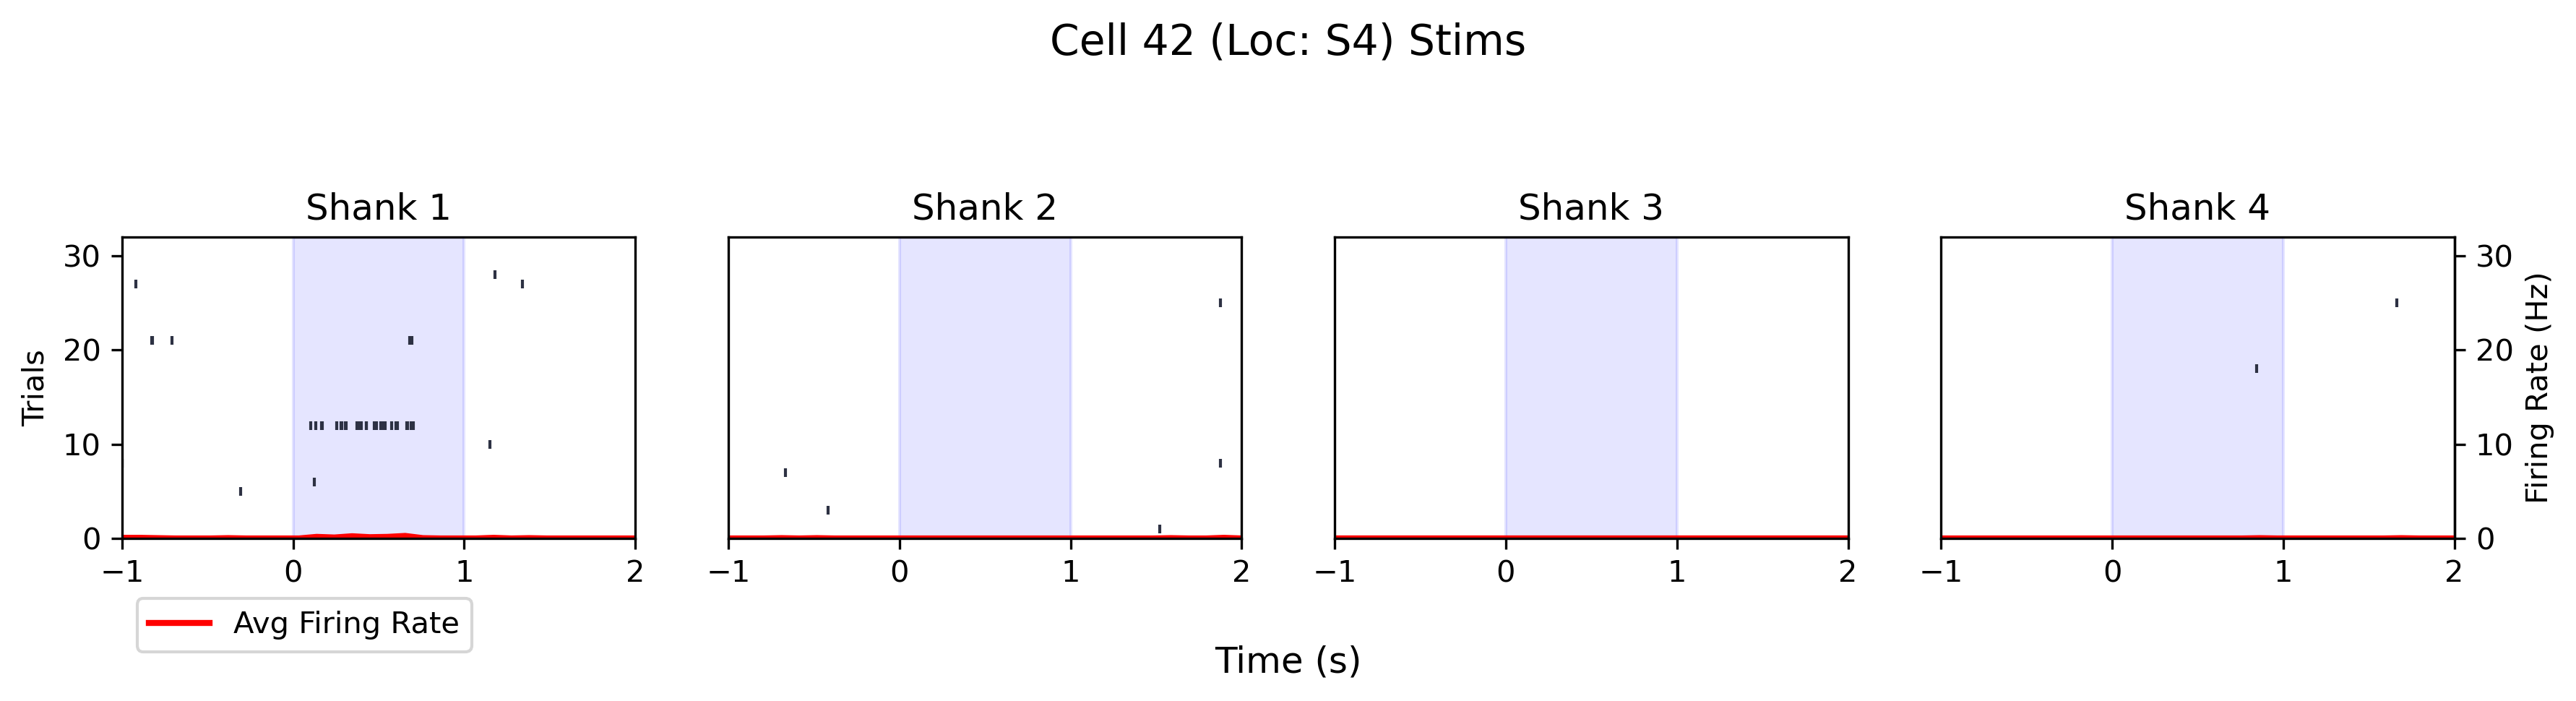 Cell 42 (Loc: S4) Stims
Shank 1
Shank 2
Shank 3
Shank 4
30
20
10
0
Trials
−1 0 1 2
−1 0 1 2
−1 0 1 2
−1 0 1 2
30
20
10
0
Firing Rate (Hz)
Avg Firing Rate
Time (s)